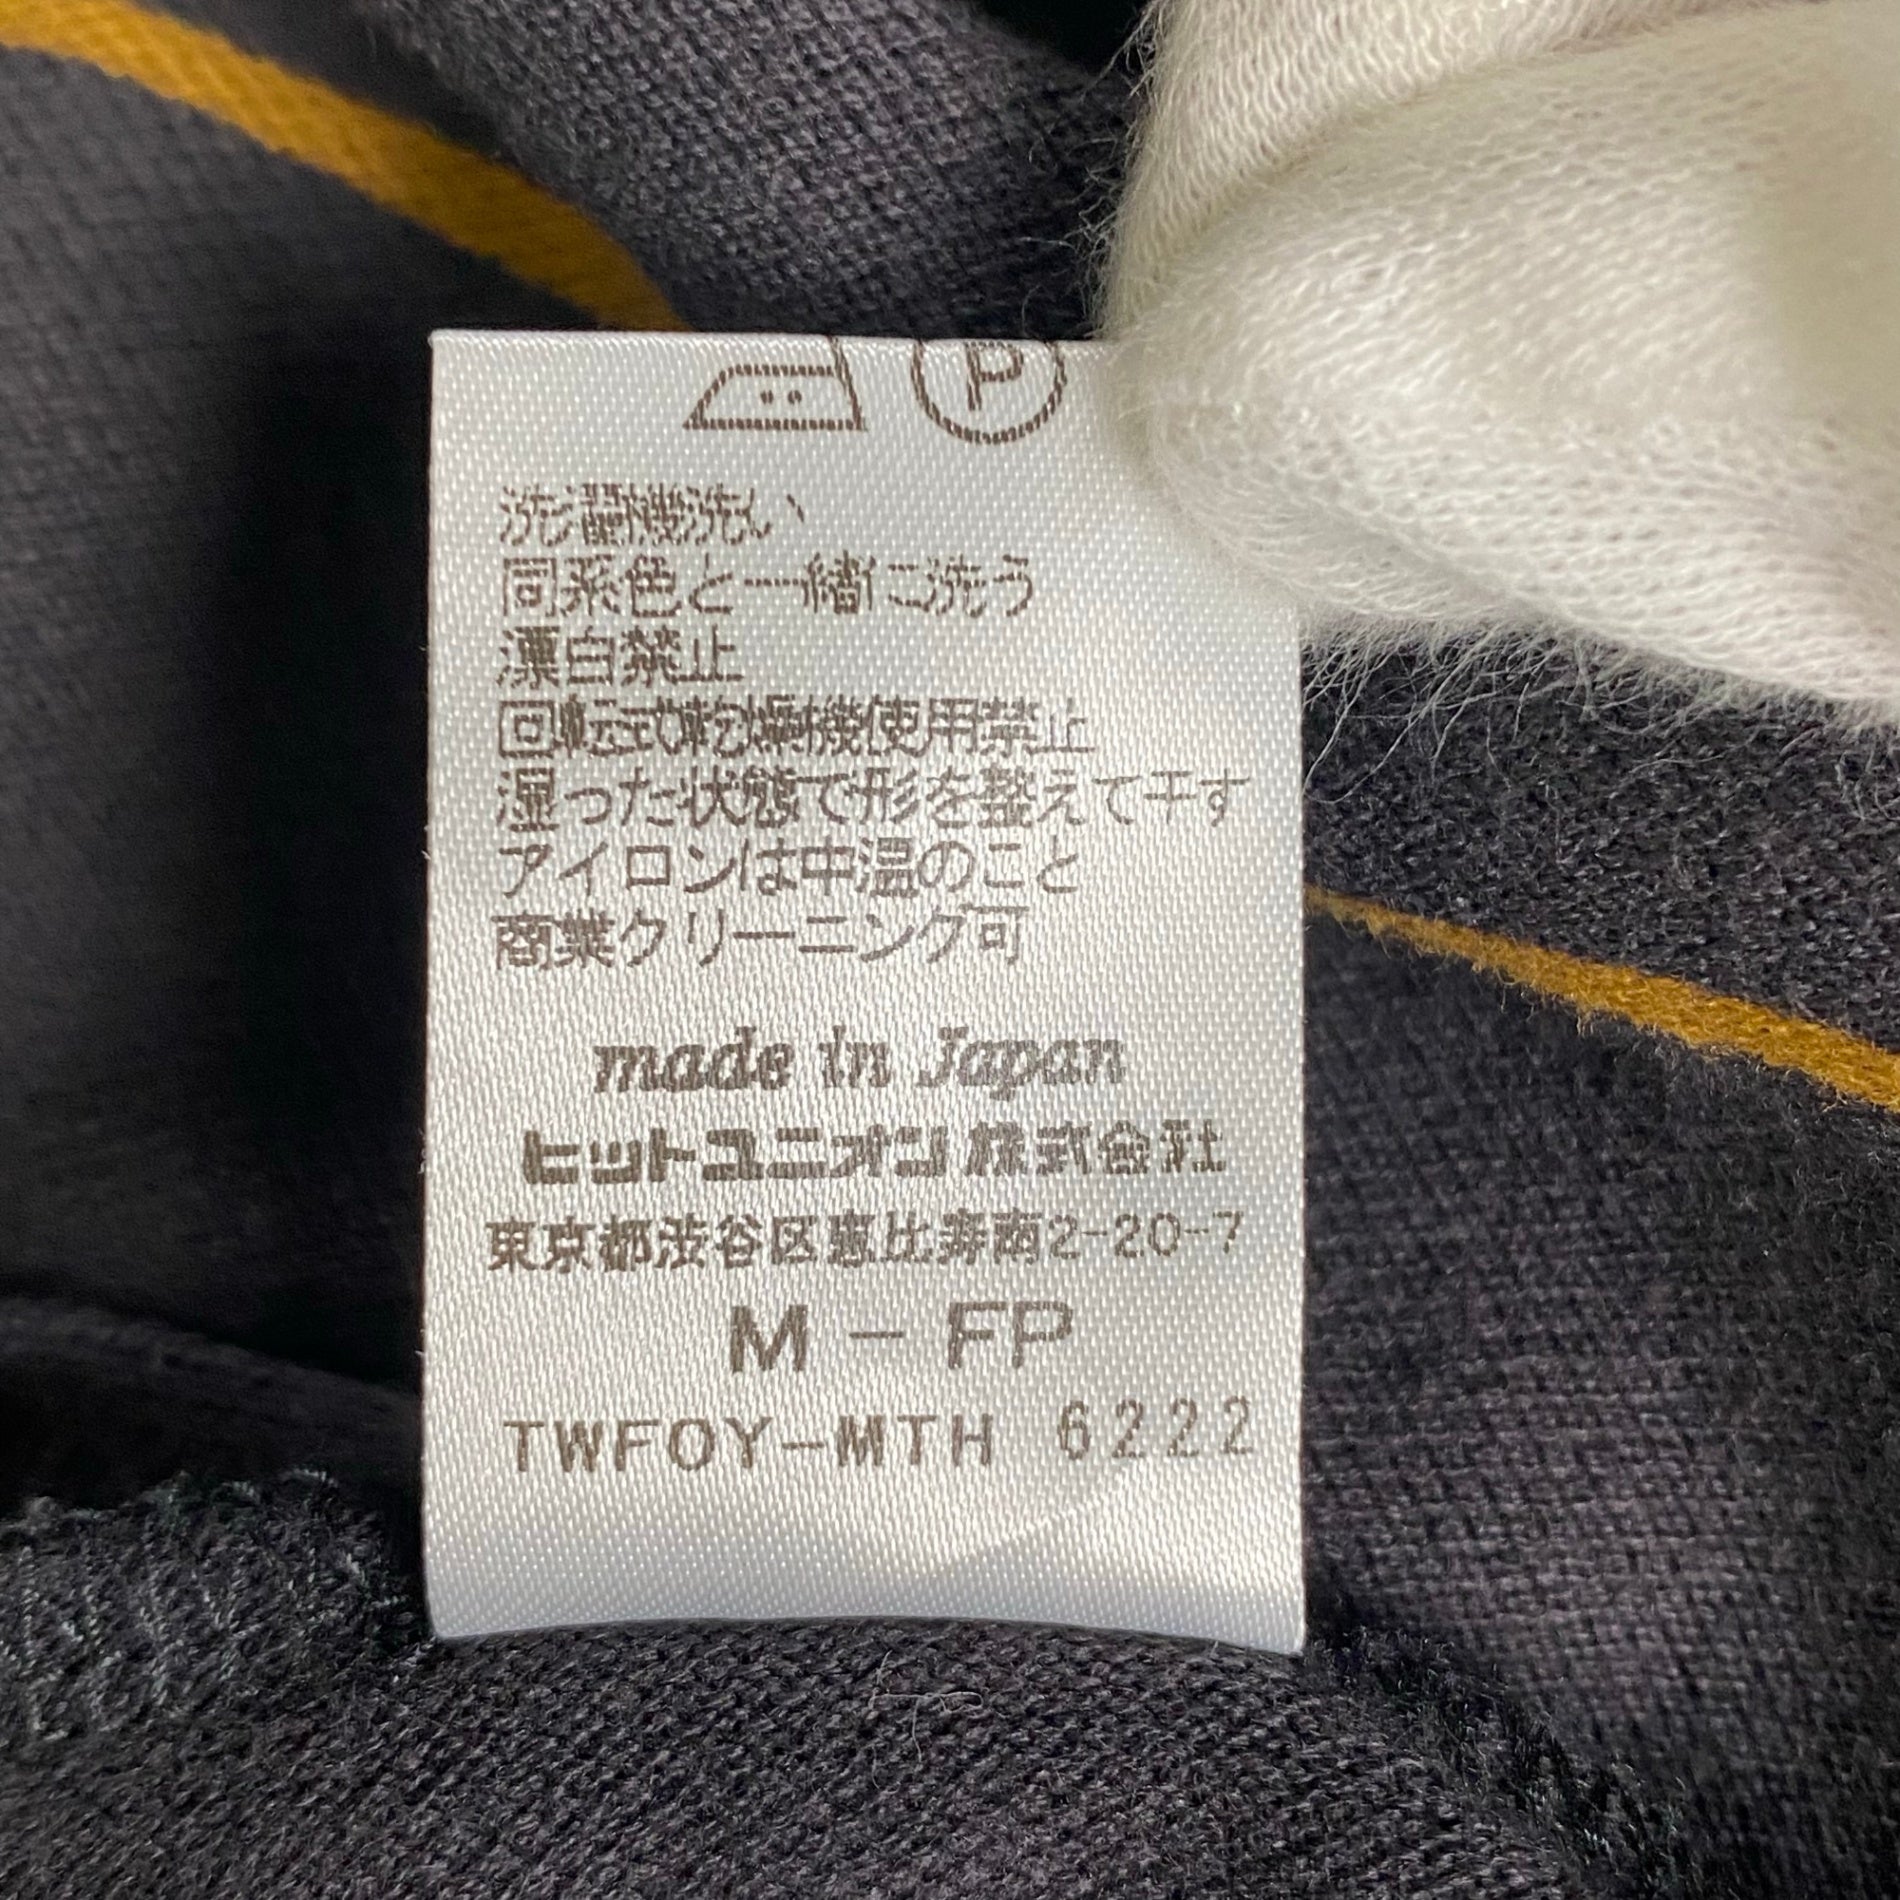 P
洗濯機洗い
同系色と一緒に洗う
漂白禁止
回転式乾燥機使用禁止
湿った状態で形を整えて干す
アイロンは中温のこと
商業クリーニング可
made in Japan
ヒットユニオン株式会社
東京都渋谷区恵比寿南2-20-7
M - FP
TWFOY-MTH 6222